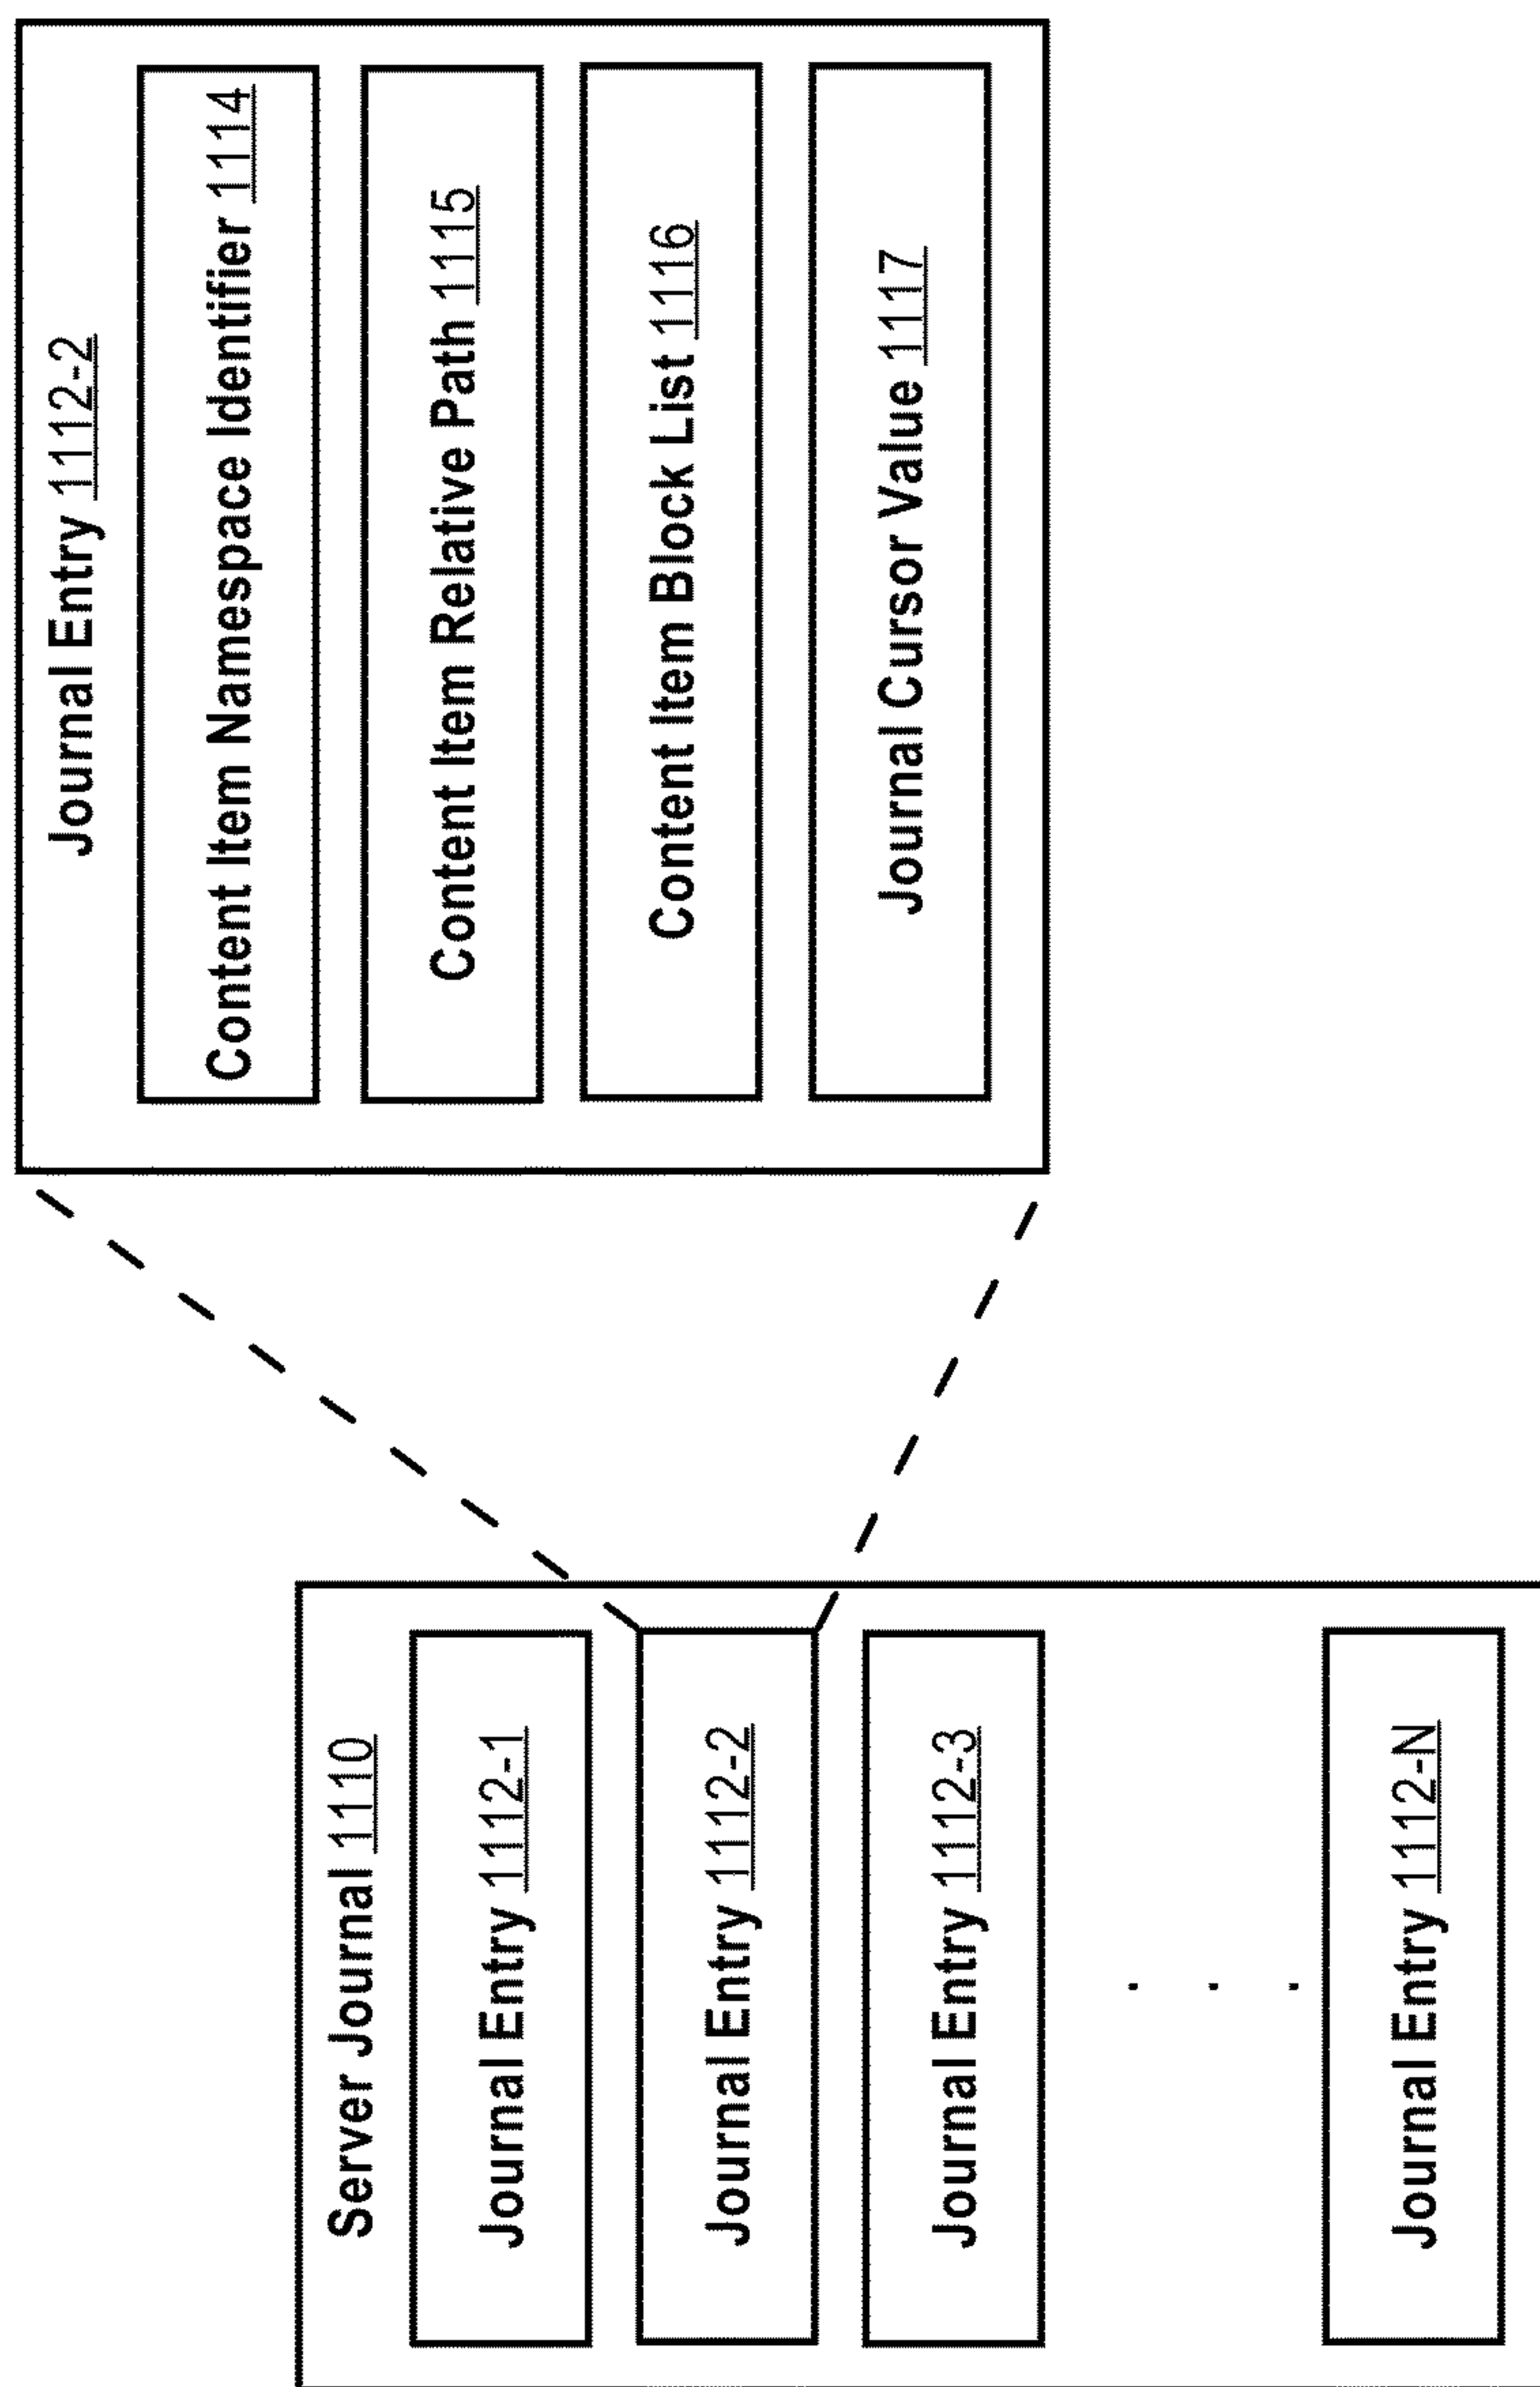 Server Journal 1110
Journal Entry 1112-1
Journal Entry 1112-2
Journal Entry 1112-3
. . .
Journal Entry 1112-N
Journal Entry 1112-2
Content Item Namespace Identifier 1114
Content Item Relative Path 1115
Content Item Block List 1116
Journal Cursor Value 1117